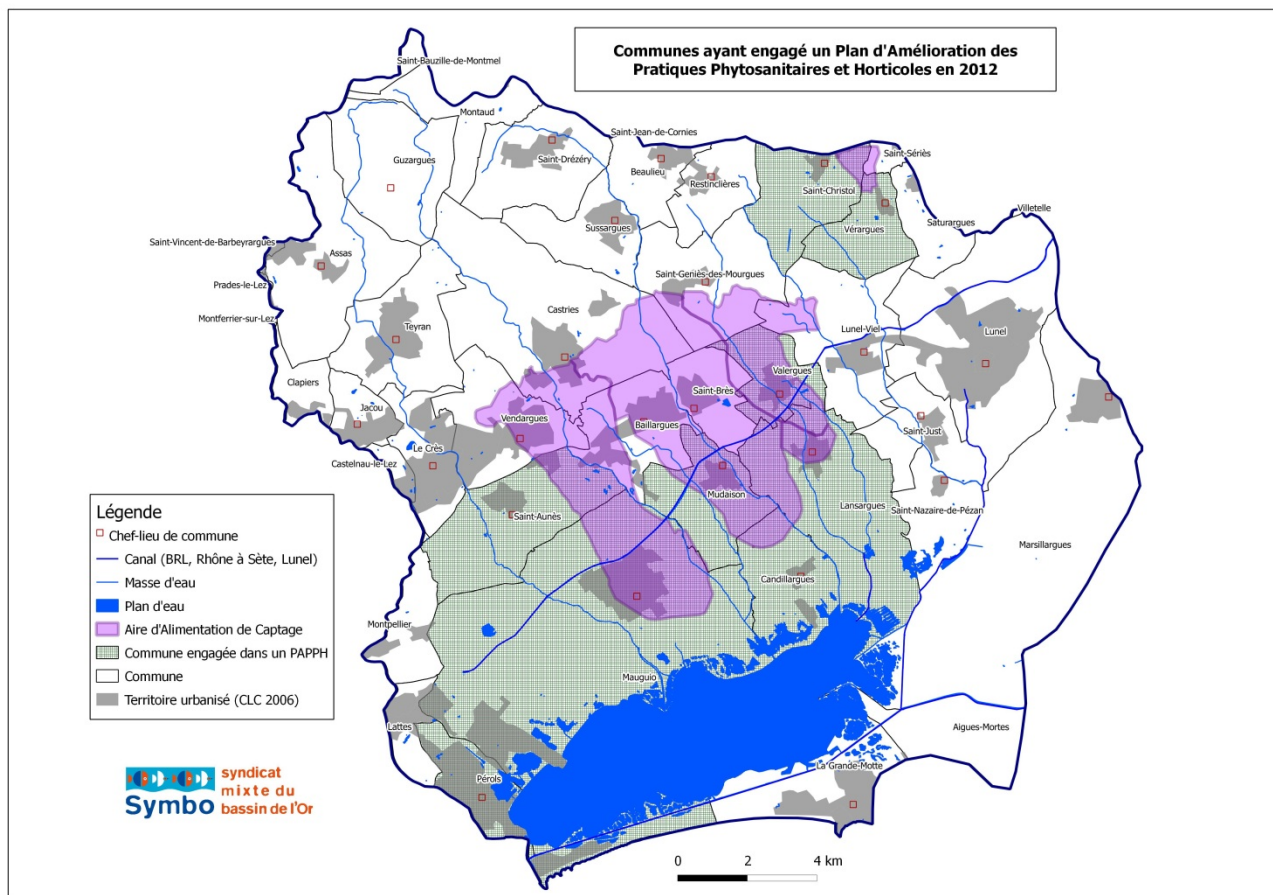 Communes ayant engagé un Plan d'Amélioration des
Pratiques Phytosanitaires et Horticoles en 2012
Saint-Bauzille-de-Montmel
Montaud
Saint-Jean-de-Cornies
Guzargues
Saint-Drézéry
Beaulieu
Restinclières
Saint-Sériès
Saint-Christol
Villetelle
Saturargues
Vérargues
Sussargues
Saint-Vincent-de-Barbeyrargues
Assas
Prades-le-Lez
Saint-Geniès-des-Mourgues
Montferrier-sur-Lez
Castries
Teyran
Lunel-Viel
Lunel
Valergues
Clapiers
Saint-Brès
Jacou
Vendargues
Baillargues
Saint-Just
Le Crès
Castelnau-le-Lez
Mudaison
Lansargues
Saint-Nazaire-de-Pézan
Saint-Aunès
Marsillargues
Candillargues
Montpellier
Mauguio
Lattes
Aigues-Mortes
La Grande-Motte
Pérols
Légende
Chef-lieu de commune
Canal (BRL, Rhône à Sète, Lunel)
Masse d'eau
Plan d'eau
Aire d'Alimentation de Captage
Commune engagée dans un PAPPH
Commune
Territoire urbanisé (CLC 2006)
Symbo
syndicat
mixte du
bassin de l'Or
0 2 4 km